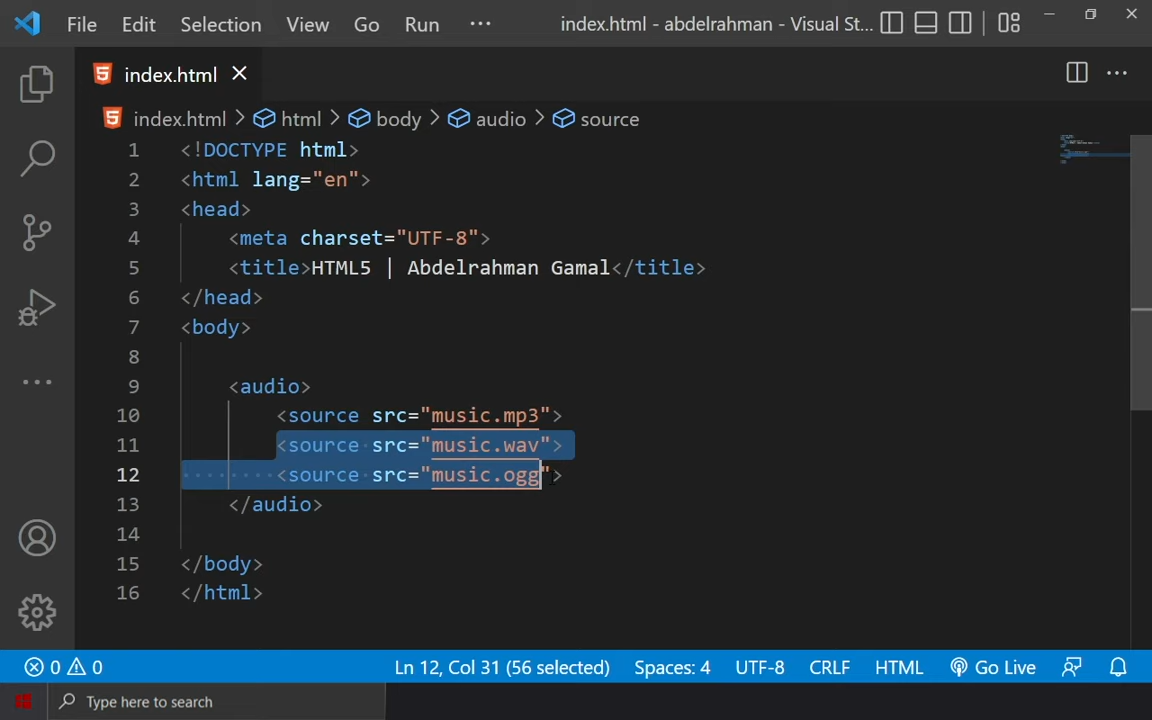 File Edit Selection View Go Run ··· index.html - abdelrahman - Visual St...
index.html
index.html > html > body > audio > source
1 <!DOCTYPE html>
2 <html lang="en">
3 <head>
4 <meta charset="UTF-8">
5 <title>HTML5 | Abdelrahman Gamal</title>
6 </head>
7 <body>
8
9 <audio>
10 <source src="music.mp3">
11 <source src="music.wav">
12 <source src="music.ogg">
13 </audio>
14
15 </body>
16 </html>
0 0 Ln 12, Col 31 (56 selected) Spaces: 4 UTF-8 CRLF HTML Go Live
Type here to search